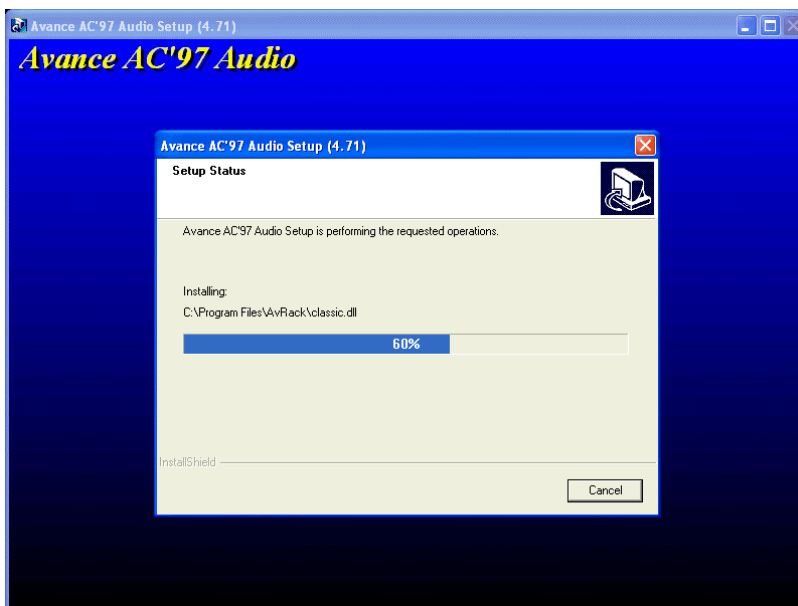 Avance AC'97 Audio Setup (4.71)
Avance AC'97 Audio
Avance AC'97 Audio Setup (4.71)
Setup Status
Avance AC'97 Audio Setup is performing the requested operations.
Installing:
C:\Program Files\AvRack\classic.dll
60%
InstallShield
Cancel